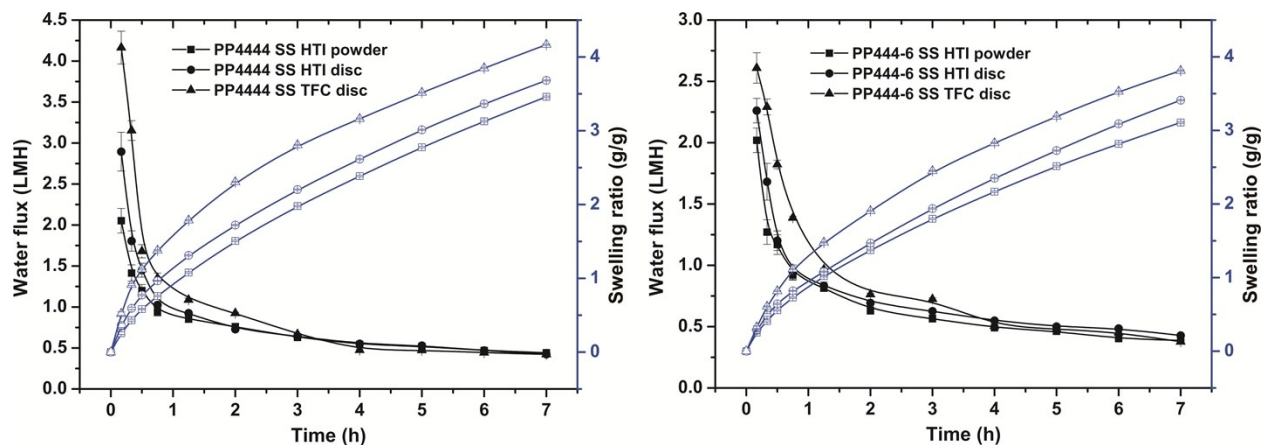 4.5
4.0
3.5
3.0
2.5
2.0
1.5
1.0
0.5
0.0
Water flux (LMH)
PP4444 SS HTI powder
PP4444 SS HTI disc
PP4444 SS TFC disc
4
3
2
1
0
Swelling ratio (g/g)
0 1 2 3 4 5 6 7
Time (h)
3.0
2.5
2.0
1.5
1.0
0.5
0.0
Water flux (LMH)
PP444-6 SS HTI powder
PP444-6 SS HTI disc
PP444-6 SS TFC disc
4
3
2
1
0
Swelling ratio (g/g)
0 1 2 3 4 5 6 7
Time (h)